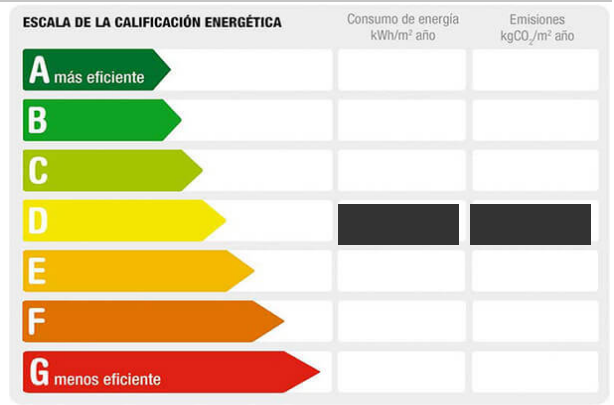 ESCALA DE LA CALIFICACIÓN ENERGÉTICA
Consumo de energía
kWh/m² año
Emisiones
kgCO₂/m² año
A más eficiente
B
C
D
E
F
G menos eficiente